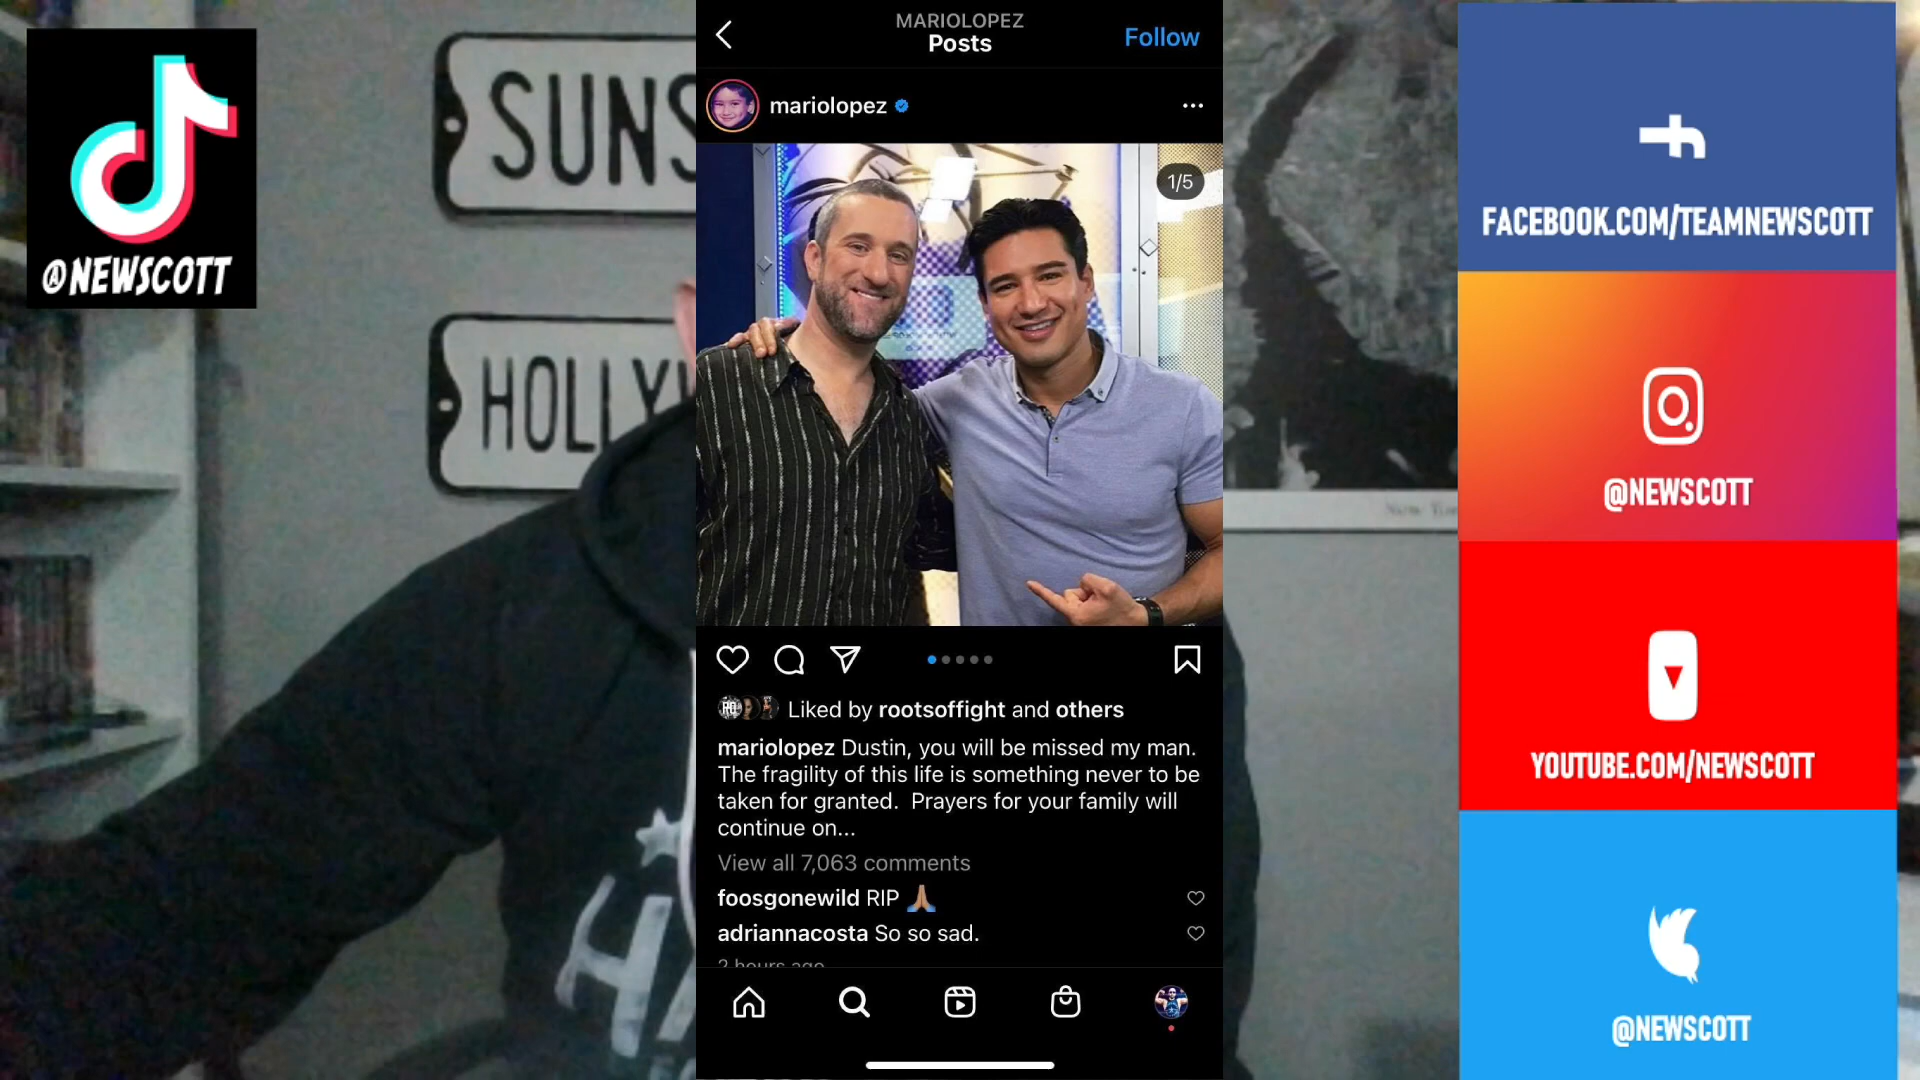 @NEWSCOTT
SUNS
HOLLY
MARIOLOPEZ
Posts
Follow
mariolopez
1/5
Liked by rootsoffight and others
mariolopez Dustin, you will be missed my man.
The fragility of this life is something never to be
taken for granted. Prayers for your family will
continue on...
View all 7,063 comments
foosgonewild RIP 🙏🏽
adriannacosta So so sad.
2 hours ago
FACEBOOK.COM/TEAMNEWSCOTT
@NEWSCOTT
YOUTUBE.COM/NEWSCOTT
@NEWSCOTT